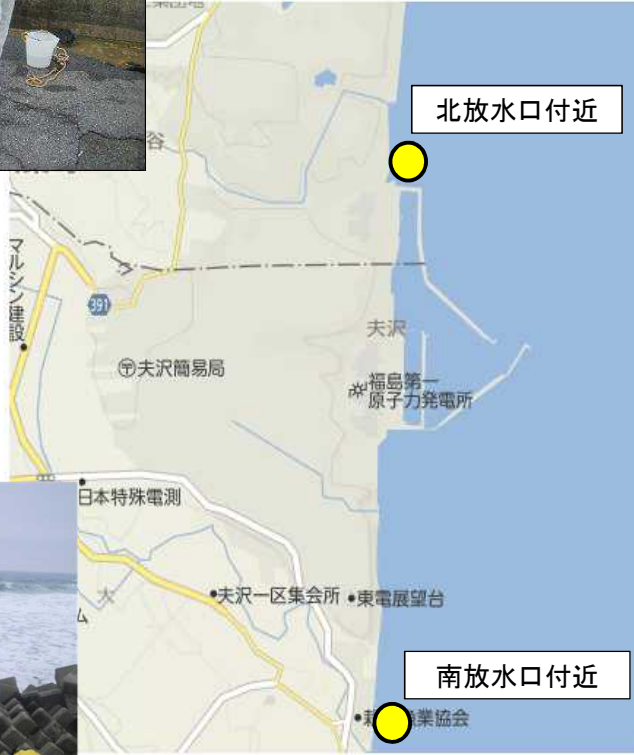 北放水口付近
谷
マルシン建設
391
夫沢
夫沢簡易局
福島第一
原子力発電所
日本特殊電測
大
ム
夫沢一区集会所
東電展望台
南放水口付近
業協会